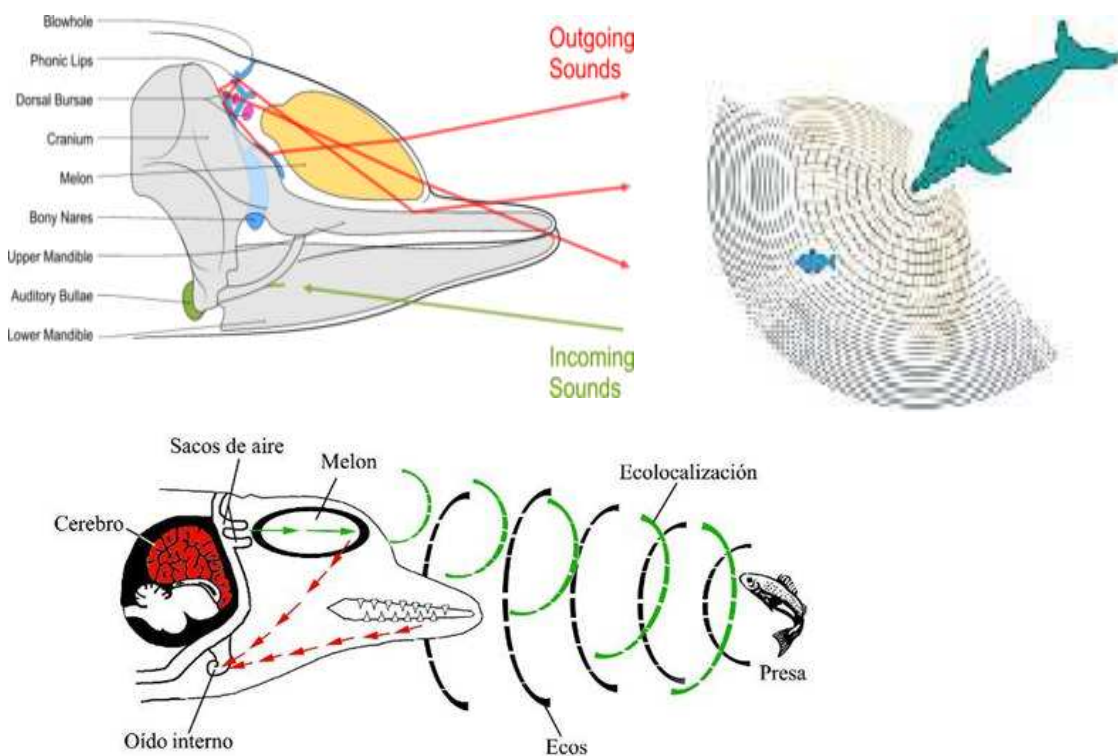 Blowhole
Phonic Lips
Dorsal Bursae
Cranium
Melon
Bony Nares
Upper Mandible
Auditory Bullae
Lower Mandible
Outgoing
Sounds
Incoming
Sounds
Sacos de aire
Melon
Ecolocalización
Cerebro
Presa
Oído interno
Ecos